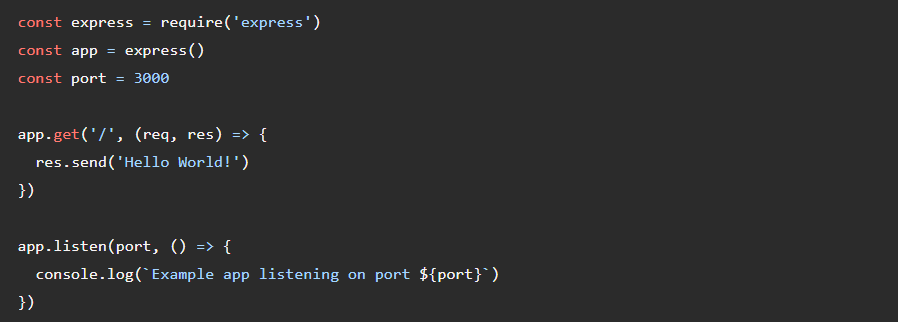 const express = require('express')
const app = express()
const port = 3000

app.get('/', (req, res) => {
  res.send('Hello World!')
})

app.listen(port, () => {
  console.log(`Example app listening on port ${port}`)
})